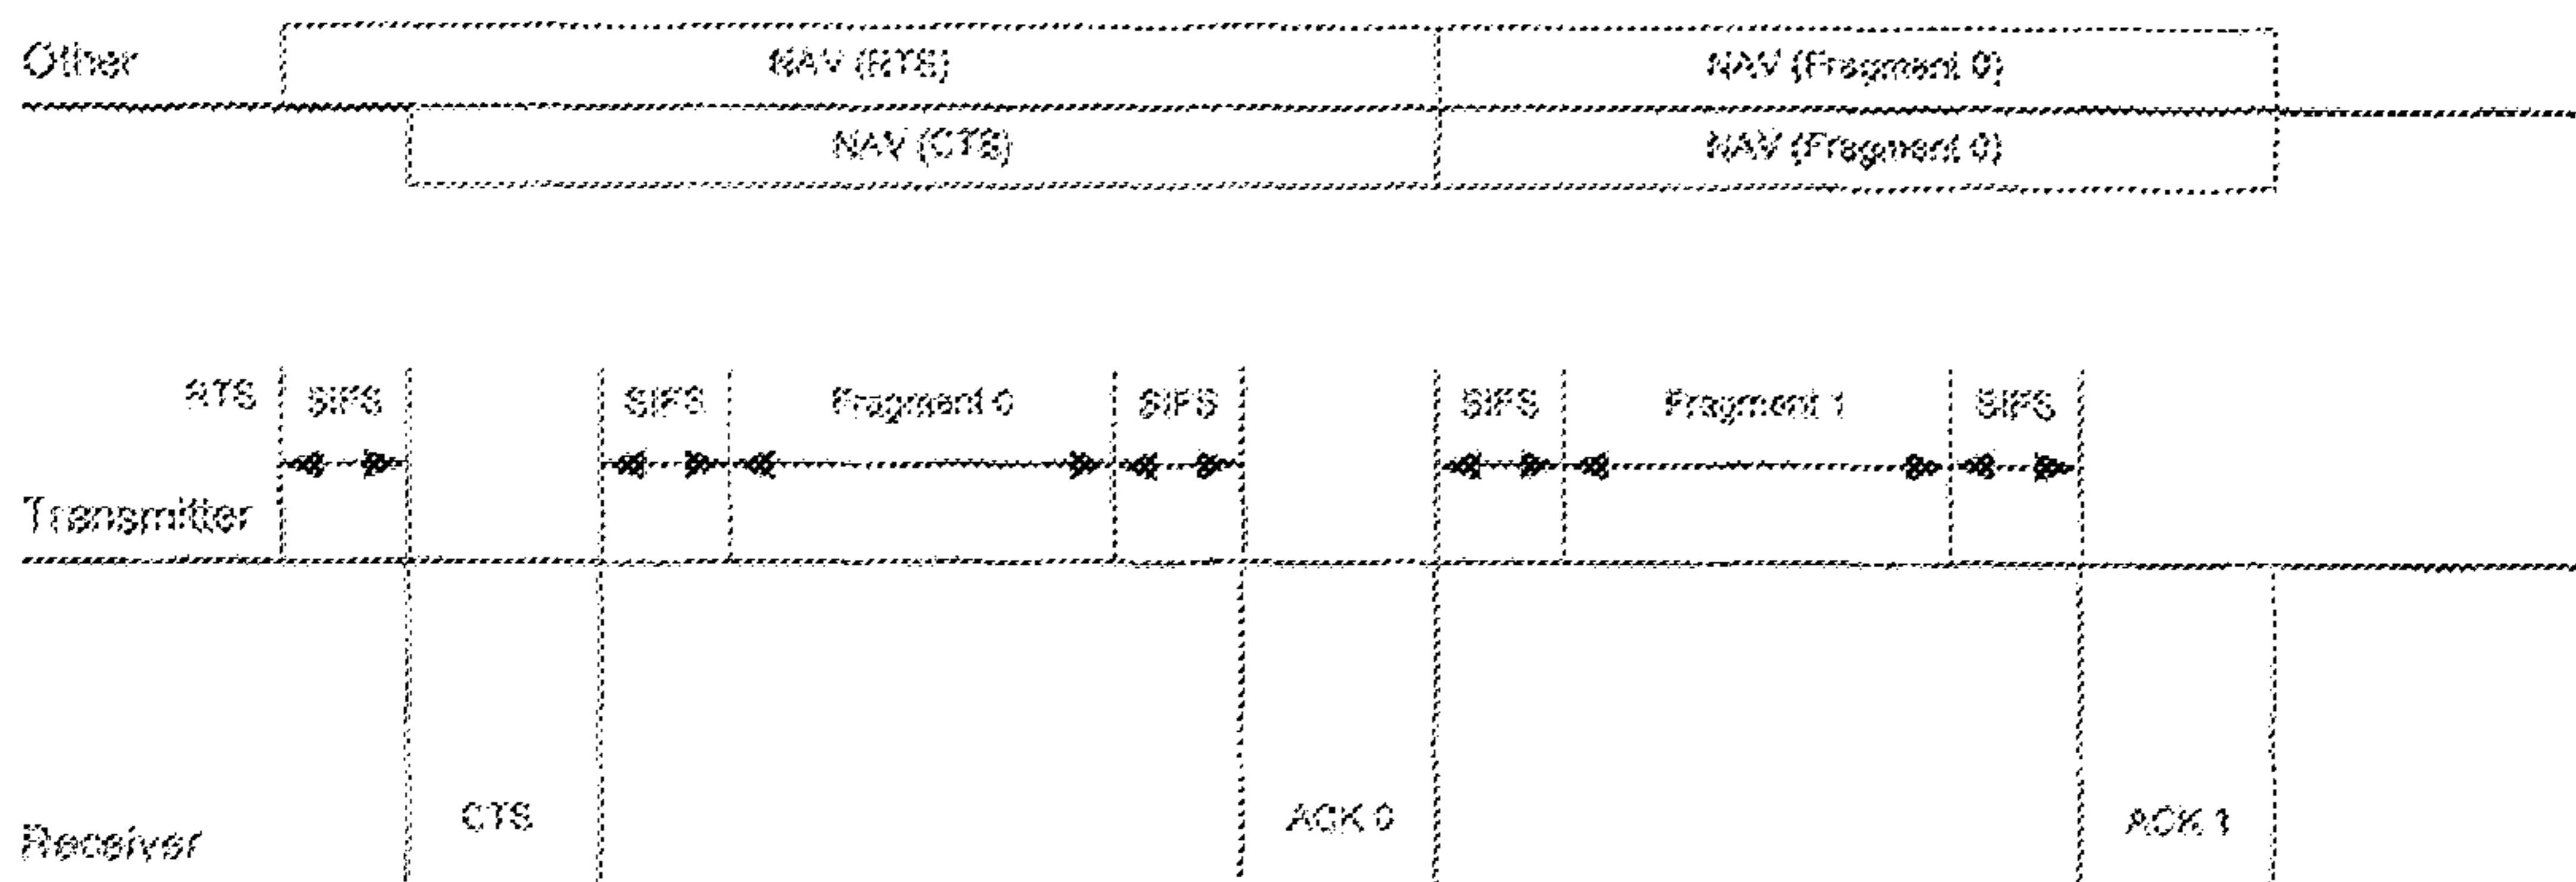 Other
NAV (RTS)
NAV (Fragment 0)
NAV (CTS)
NAV (Fragment 0)
RTS
SIFS
SIFS
Fragment 0
SIFS
SIFS
Fragment 1
SIFS
Transmitter
Receiver
CTS
ACK 0
ACK 1